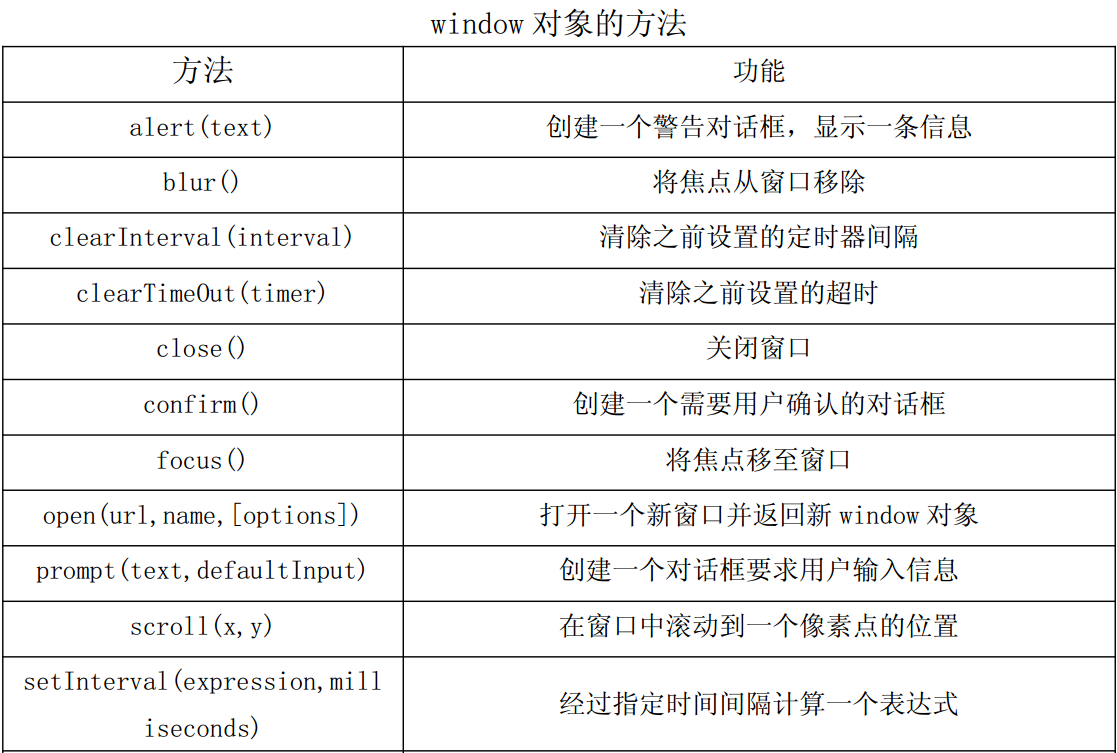 window 对象的方法
方法 功能
alert(text) 创建一个警告对话框，显示一条信息
blur() 将焦点从窗口移除
clearInterval(interval) 清除之前设置的定时器间隔
clearTimeOut(timer) 清除之前设置的超时
close() 关闭窗口
confirm() 创建一个需要用户确认的对话框
focus() 将焦点移至窗口
open(url,name,[options]) 打开一个新窗口并返回新 window 对象
prompt(text,defaultInput) 创建一个对话框要求用户输入信息
scroll(x,y) 在窗口中滚动到一个像素点的位置
setInterval(expression,mill
iseconds) 经过指定时间间隔计算一个表达式